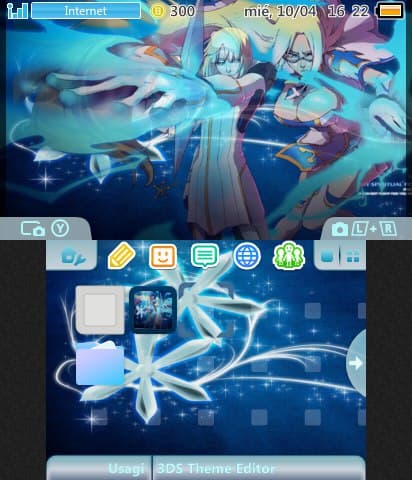 Internet
B 300
mié, 10/04 16 22
Y
L+R
Usagi
3DS Theme Editor